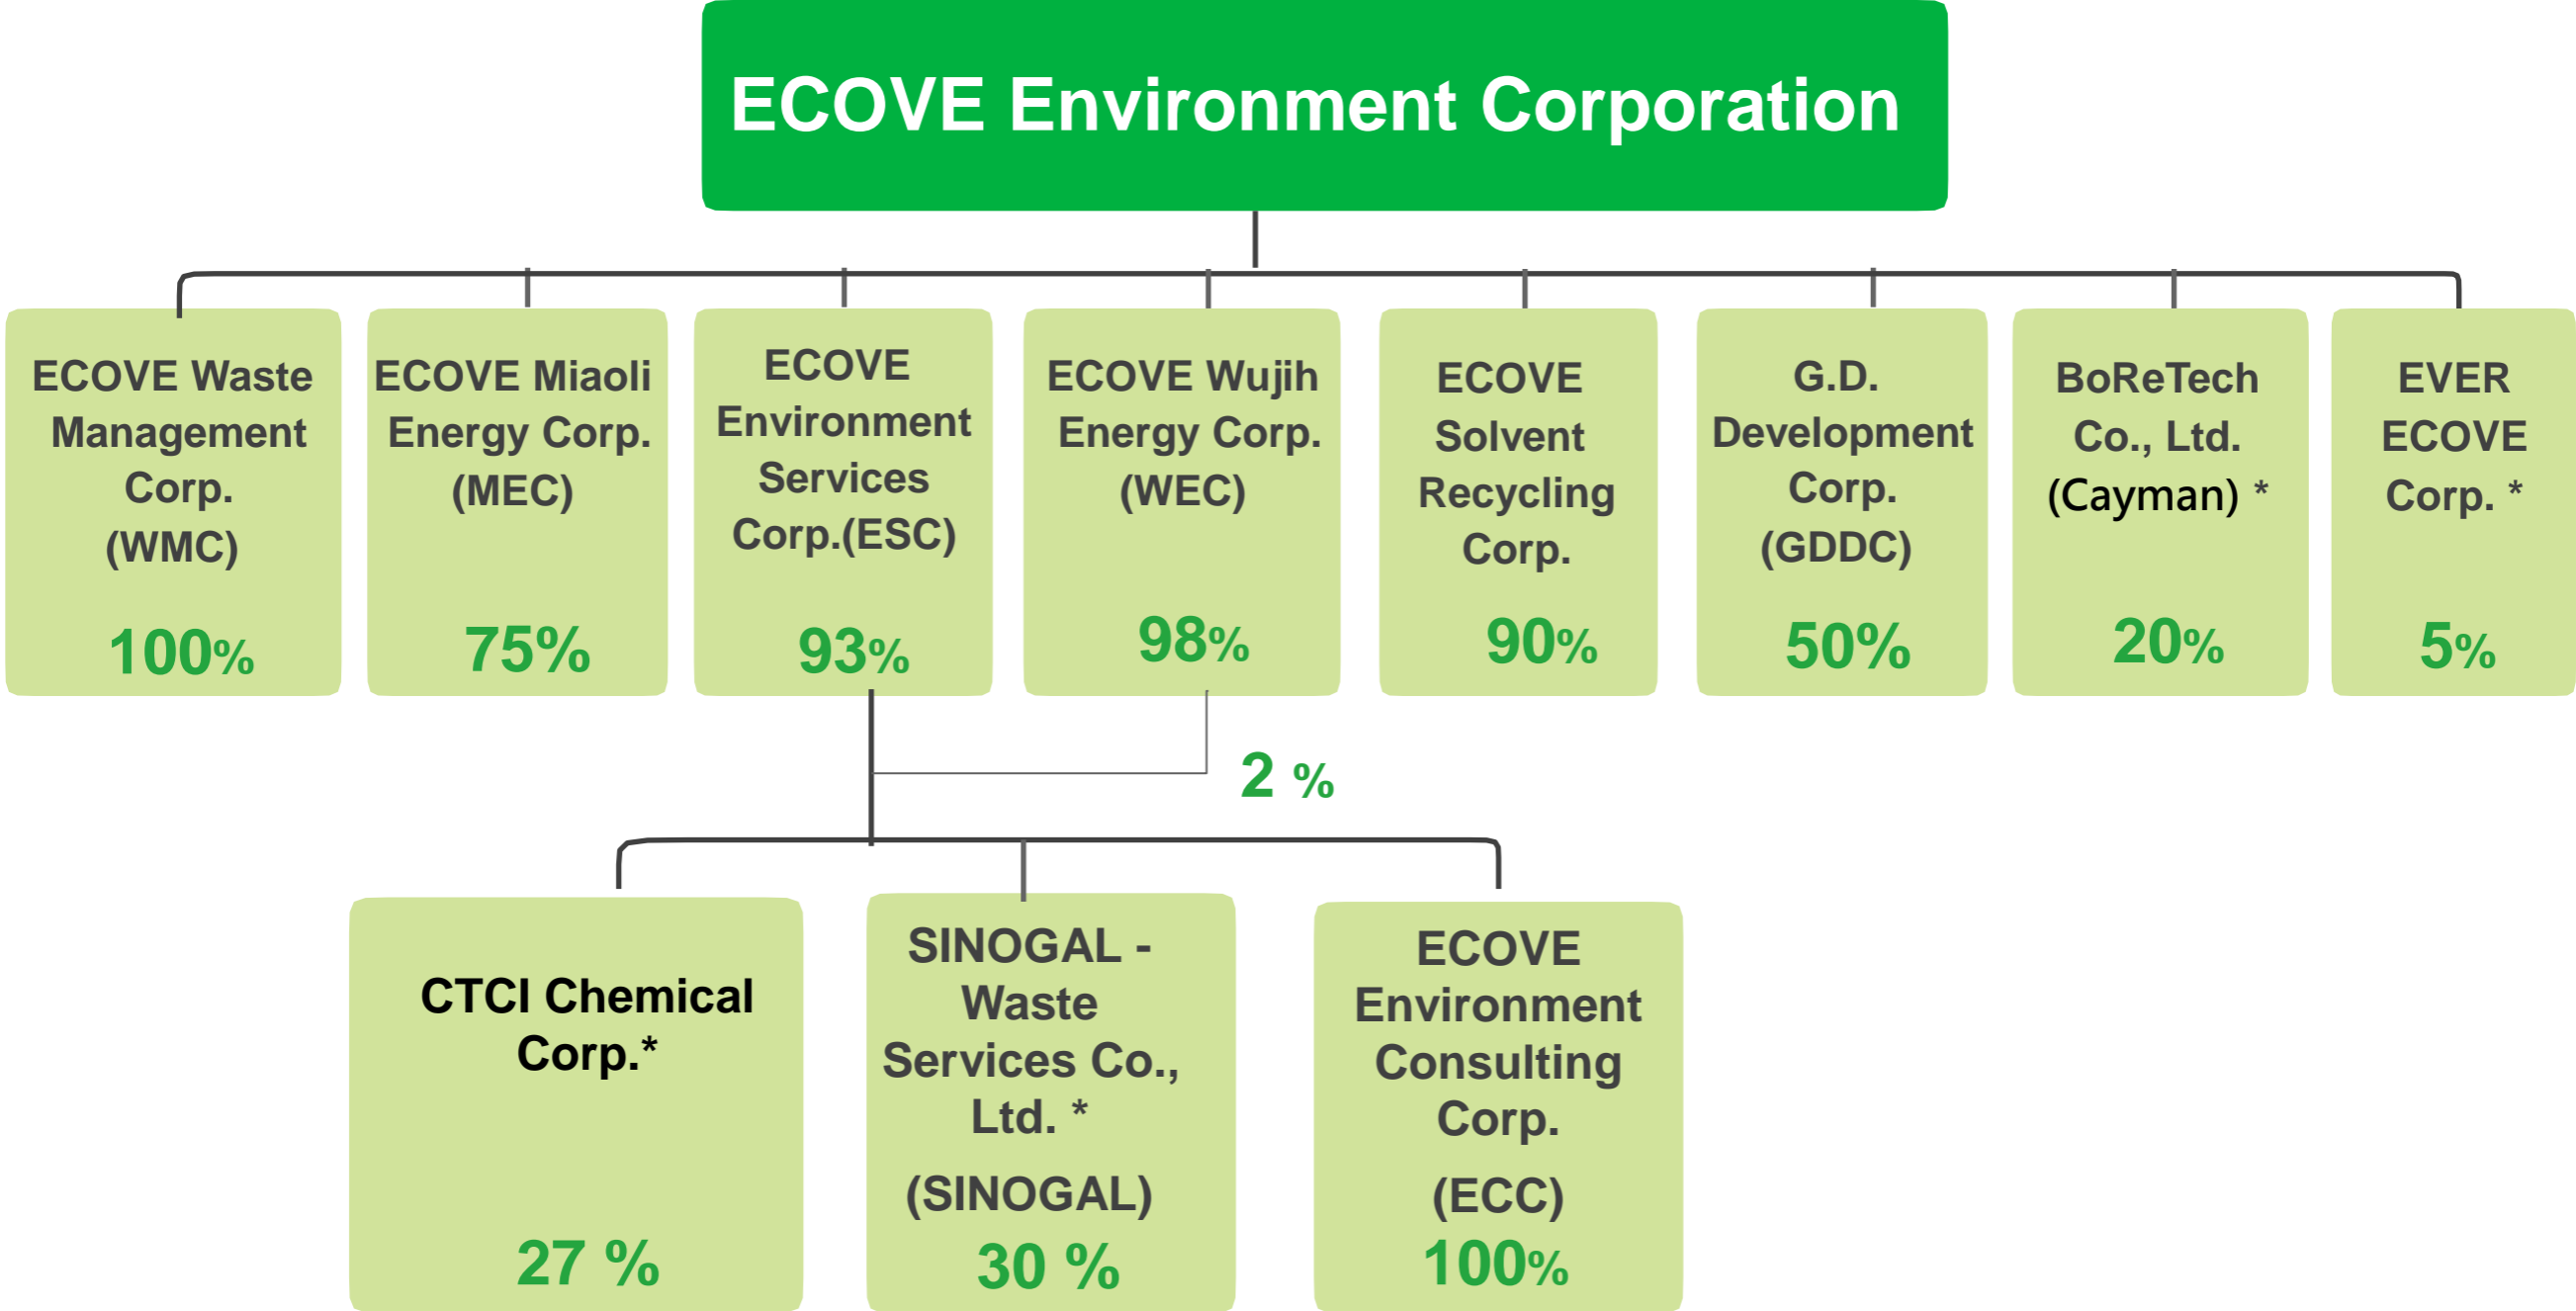 ECOVE Environment Corporation
ECOVE Waste
Management
Corp.
(WMC)
100%
ECOVE Miaoli
Energy Corp.
(MEC)
75%
ECOVE
Environment
Services
Corp.(ESC)
93%
ECOVE Wujih
Energy Corp.
(WEC)
98%
ECOVE
Solvent
Recycling
Corp.
90%
G.D.
Development
Corp.
(GDDC)
50%
BoReTech
Co., Ltd.
(Cayman) *
20%
EVER
ECOVE
Corp. *
5%
2 %
CTCI Chemical
Corp.*
27 %
SINOGAL -
Waste
Services Co.,
Ltd. *
(SINOGAL)
30 %
ECOVE
Environment
Consulting
Corp.
(ECC)
100%